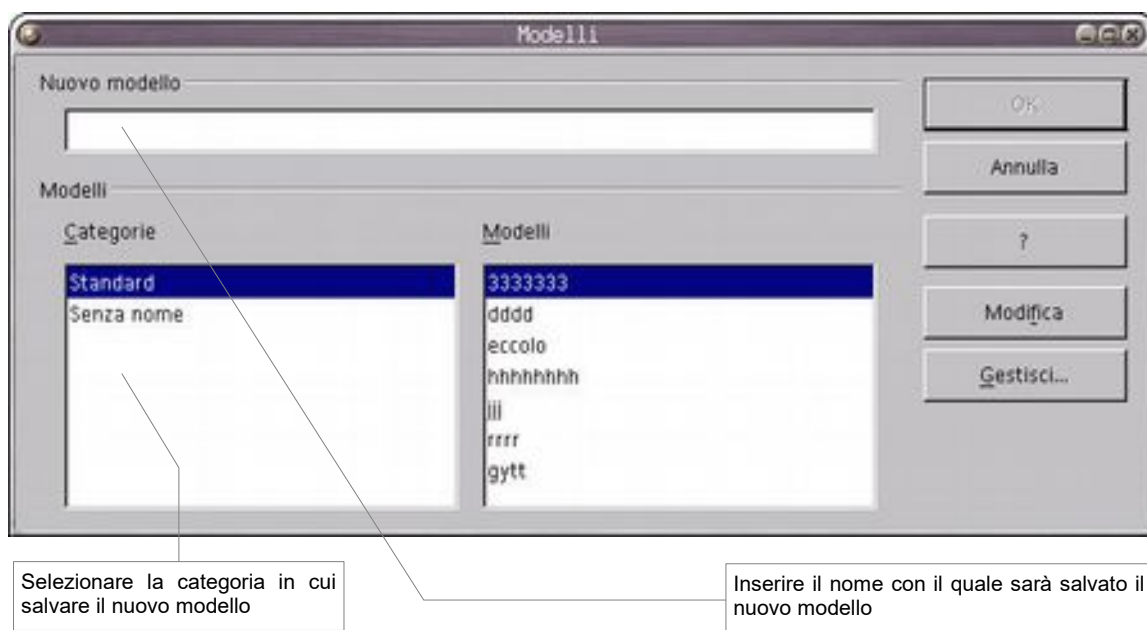 Modelli
Nuovo modello
OK
Annulla
Modelli
Categorie
Modelli
?
Standard
Senza nome
3333333
dddd
eccolo
hhhhhhhh
jjj
rrrr
gytt
Modifica
Gestisci...
Selezionare la categoria in cui
salvare il nuovo modello
Inserire il nome con il quale sarà salvato il
nuovo modello